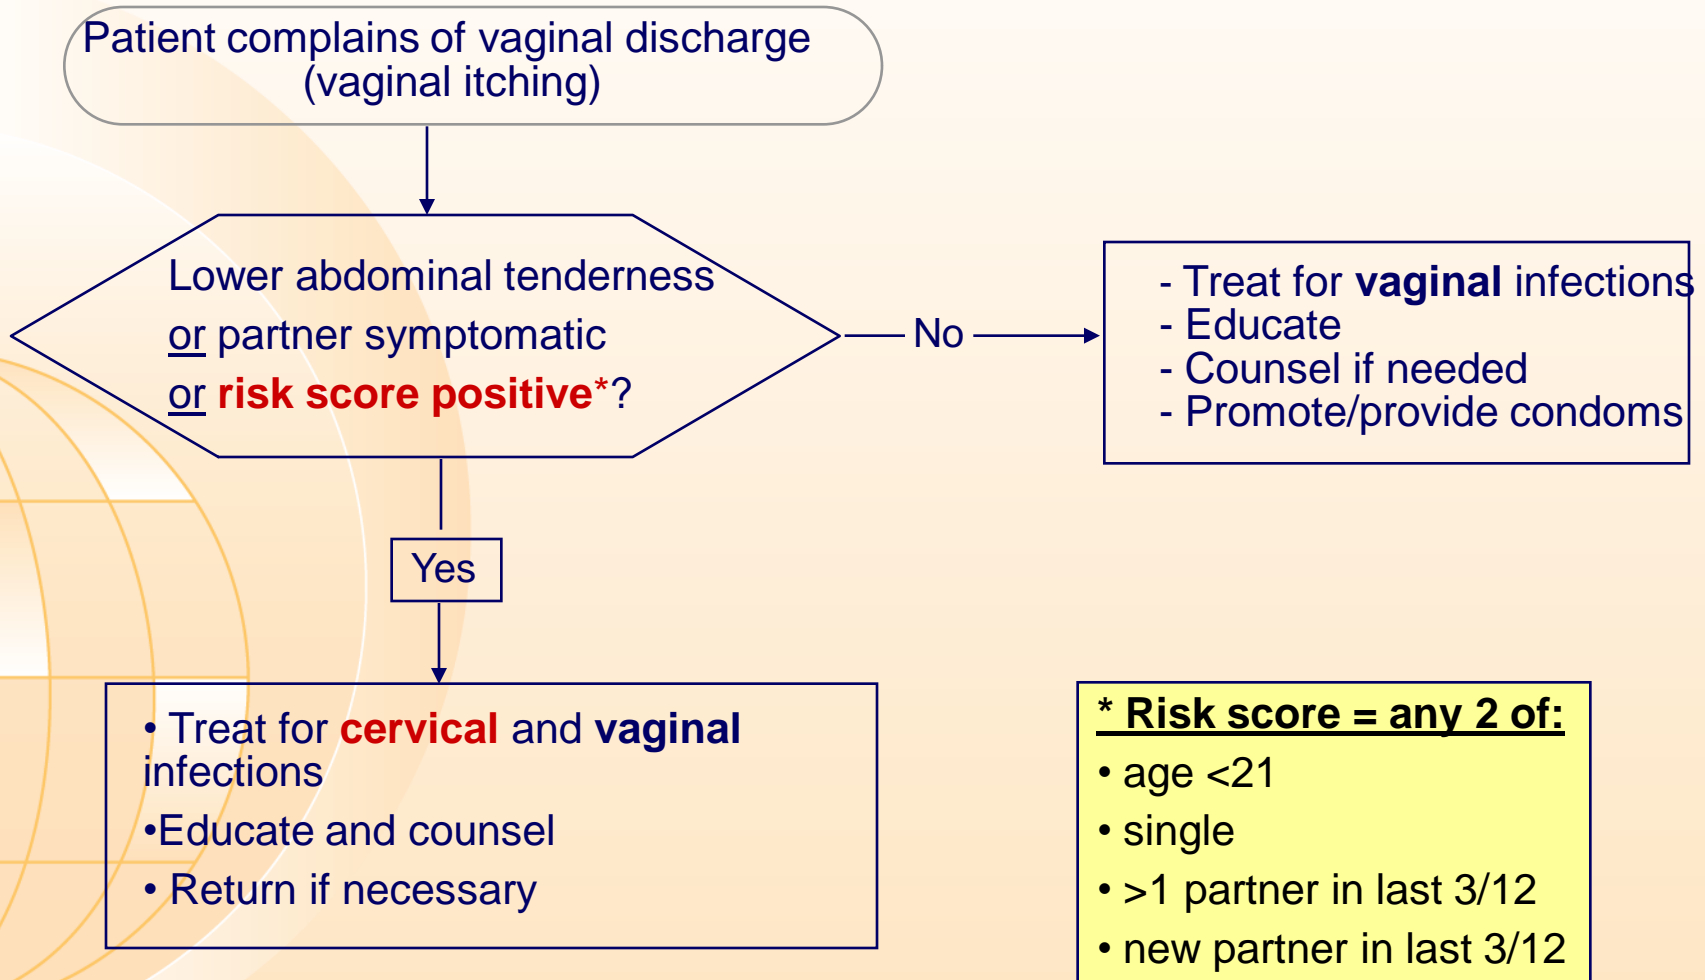 Patient complains of vaginal discharge
(vaginal itching)
Lower abdominal tenderness
or partner symptomatic
or risk score positive*?
No
- Treat for vaginal infections
- Educate
- Counsel if needed
- Promote/provide condoms
Yes
• Treat for cervical and vaginal
infections
•Educate and counsel
• Return if necessary
* Risk score = any 2 of:
• age <21
• single
• >1 partner in last 3/12
• new partner in last 3/12